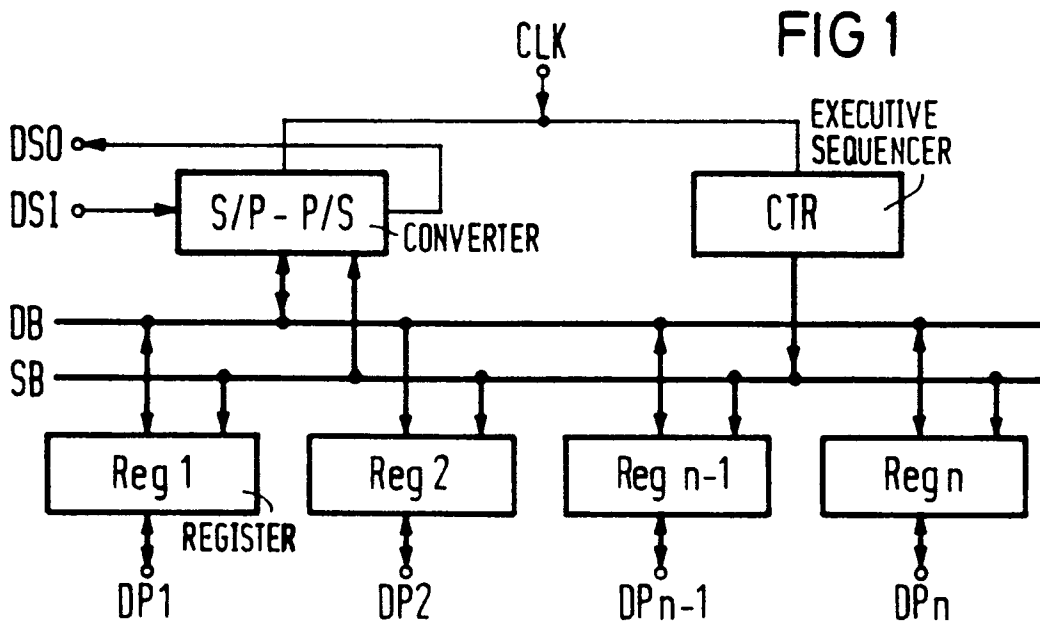 FIG 1
CLK
EXECUTIVE
SEQUENCER
DSO
DSI
S/P - P/S
CONVERTER
CTR
DB
SB
Reg 1
Reg 2
Reg n-1
Reg n
REGISTER
DP1
DP2
DPn-1
DPn